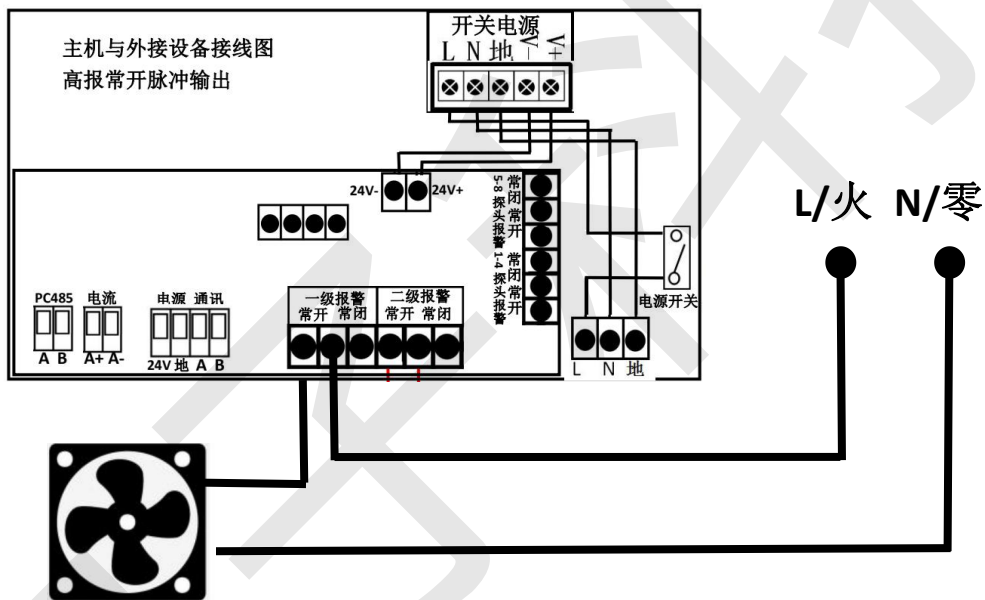 主机与外接设备接线图
高报常开脉冲输出
开关电源
L N 地 V- V+
24V- 24V+
5-8 探头报警 常闭 常开
1-4 探头报警 常闭 常开
L/火 N/零
电源开关
L N 地
PC485 电流 电源 通讯
A B A+ A- 24V 地 A B
一级报警 二级报警
常开 常闭 常开 常闭